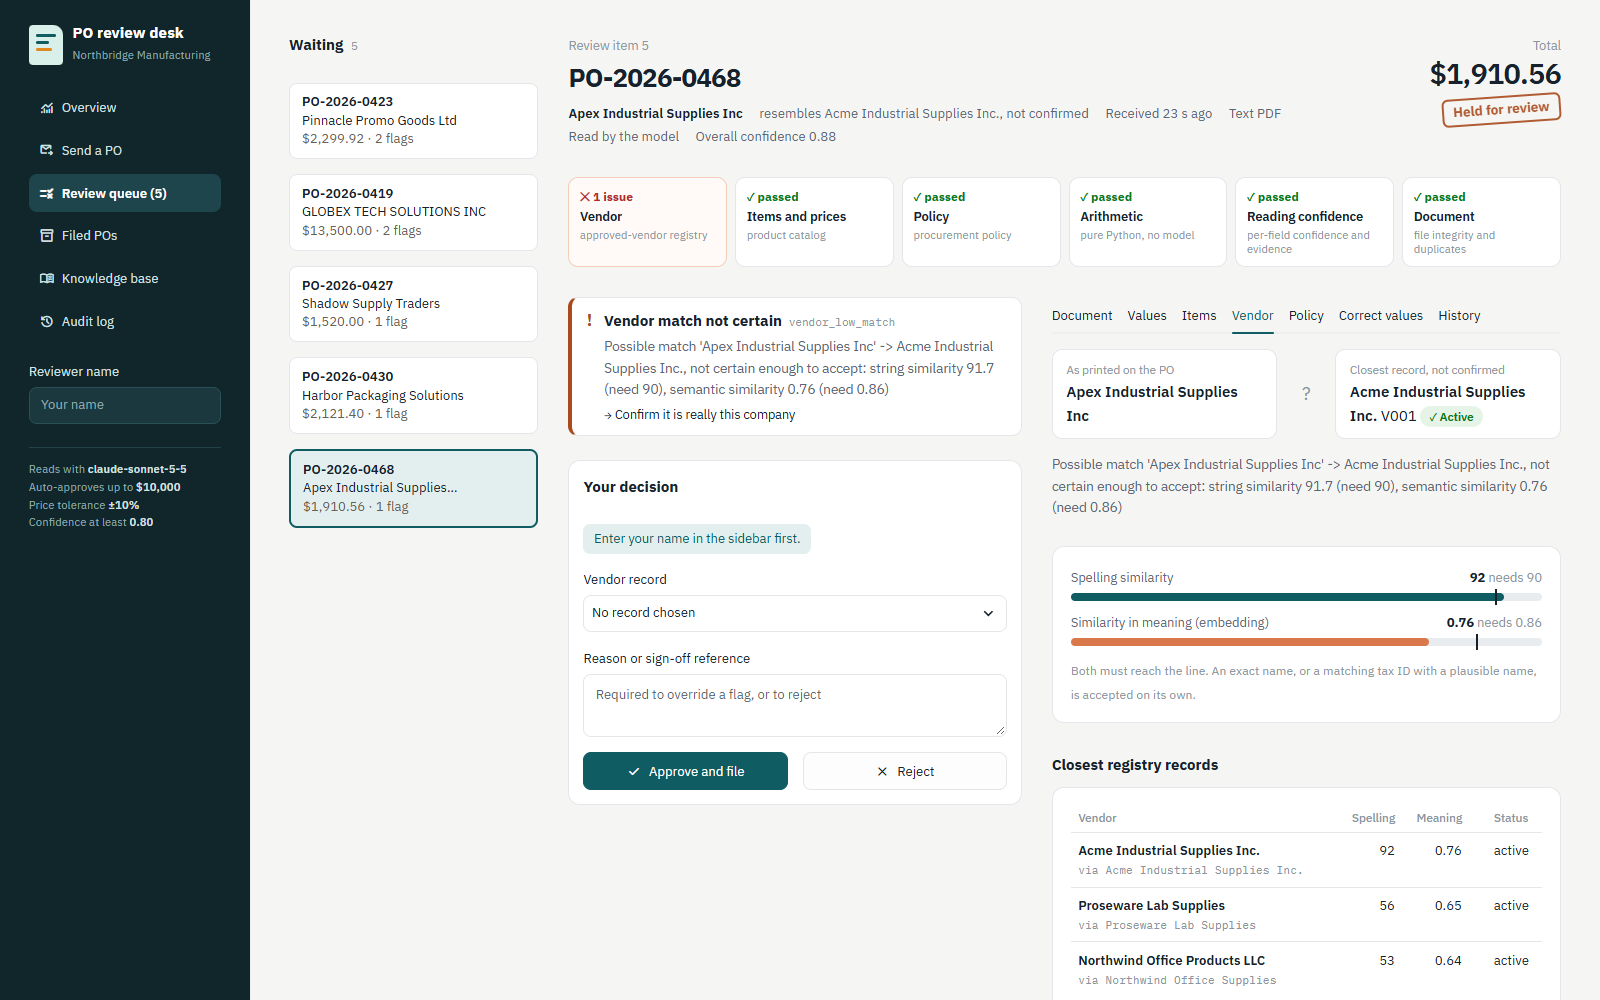 PO review desk
Northbridge Manufacturing
Overview
Send a PO
Review queue (5)
Filed POs
Knowledge base
Audit log
Reviewer name
Your name
Reads with claude-sonnet-5-5
Auto-approves up to $10,000
Price tolerance ±10%
Confidence at least 0.80
Waiting 5
PO-2026-0423
Pinnacle Promo Goods Ltd
$2,299.92 · 2 flags
PO-2026-0419
GLOBEX TECH SOLUTIONS INC
$13,500.00 · 2 flags
PO-2026-0427
Shadow Supply Traders
$1,520.00 · 1 flag
PO-2026-0430
Harbor Packaging Solutions
$2,121.40 · 1 flag
PO-2026-0468
Apex Industrial Supplies...
$1,910.56 · 1 flag
Review item 5
PO-2026-0468
Apex Industrial Supplies Inc resembles Acme Industrial Supplies Inc., not confirmed Received 23 s ago Text PDF
Read by the model Overall confidence 0.88
Total
$1,910.56
Held for review
✕ 1 issue
Vendor
approved-vendor registry
✓ passed
Items and prices
product catalog
✓ passed
Policy
procurement policy
✓ passed
Arithmetic
pure Python, no model
✓ passed
Reading confidence
per-field confidence and
evidence
✓ passed
Document
file integrity and
duplicates
! Vendor match not certain vendor_low_match
Possible match 'Apex Industrial Supplies Inc' -> Acme Industrial
Supplies Inc., not certain enough to accept: string similarity 91.7
(need 90), semantic similarity 0.76 (need 0.86)
→ Confirm it is really this company
Your decision
Enter your name in the sidebar first.
Vendor record
No record chosen
Reason or sign-off reference
Required to override a flag, or to reject
Approve and file
Reject
Document Values Items Vendor Policy Correct values History
As printed on the PO
Apex Industrial Supplies
Inc
?
Closest record, not confirmed
Acme Industrial Supplies
Inc. V001 ✓ Active
Possible match 'Apex Industrial Supplies Inc' -> Acme Industrial Supplies Inc., not
certain enough to accept: string similarity 91.7 (need 90), semantic similarity 0.76
(need 0.86)
Spelling similarity 92 needs 90
Similarity in meaning (embedding) 0.76 needs 0.86
Both must reach the line. An exact name, or a matching tax ID with a plausible name,
is accepted on its own.
Closest registry records
Vendor Spelling Meaning Status
Acme Industrial Supplies Inc. 92 0.76 active
via Acme Industrial Supplies Inc.
Proseware Lab Supplies 56 0.65 active
via Proseware Lab Supplies
Northwind Office Products LLC 53 0.64 active
via Northwind Office Supplies